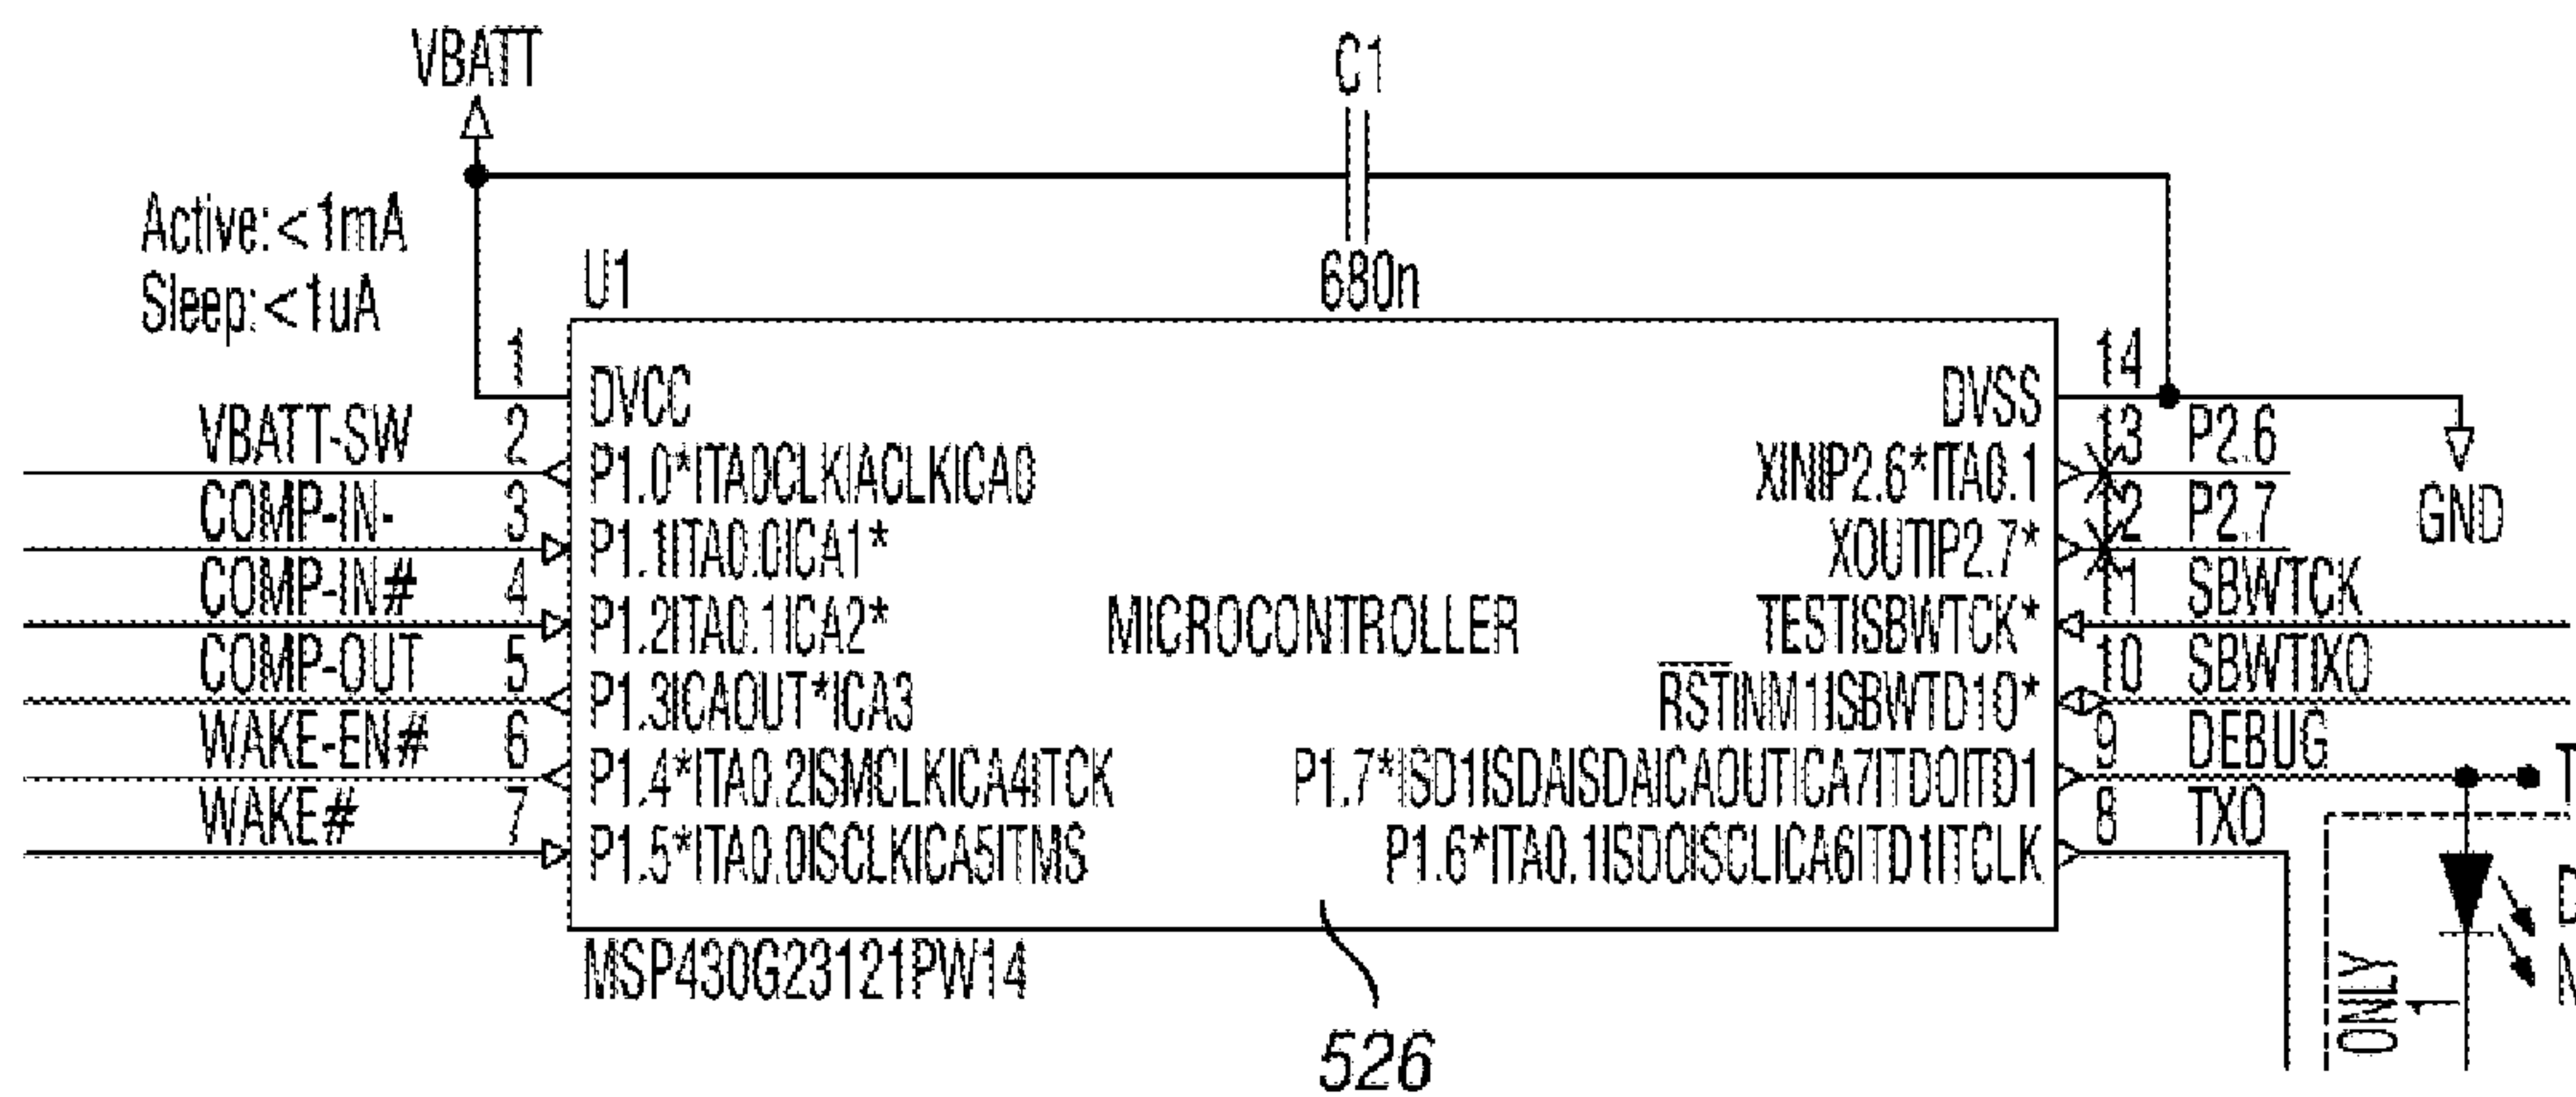 VBATT
C1
Active:<1mA
Sleep:<1uA
U1
680n
1
DVCC
DVSS
14
VBATT-SW
2
P1.0*ITA0CLKIACLKICA0
XINIP2.6*ITA0.1
13
P2.6
COMP-IN-
3
P1.1ITA0.0ICA1*
XOUTIP2.7*
12
P2.7
GND
COMP-IN#
4
P1.2ITA0.1ICA2*
MICROCONTROLLER
TESTISBWTCK*
11
SBWTCK
COMP-OUT
5
P1.3ICAOUT*ICA3
RSTINM1ISBWTD10*
10
SBWTIXO
WAKE-EN#
6
P1.4*ITA0.2ISMCLKICA4ITCK
P1.7*ISD1ISDAISDAICAOUTICA7ITDOITD1
9
DEBUG
WAKE#
7
P1.5*ITA0.0ISCLKICA5ITMS
P1.6*ITA0.1ISDOISCLICA6ITD1ITCLK
8
TXO
MSP430G23121PW14
ONLY
1
526